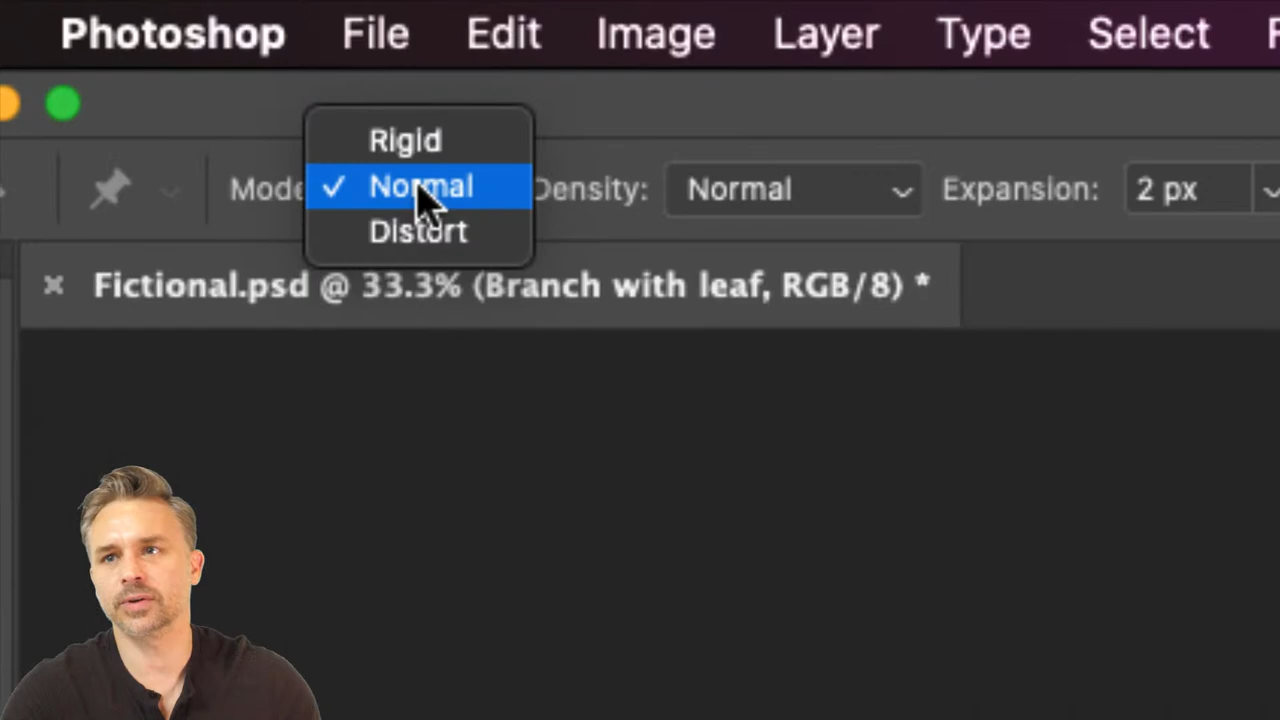 Photoshop File Edit Image Layer Type Select
Rigid
Mode ✓ Normal Density: Normal Expansion: 2 px
Distort
Fictional.psd @ 33.3% (Branch with leaf, RGB/8) *